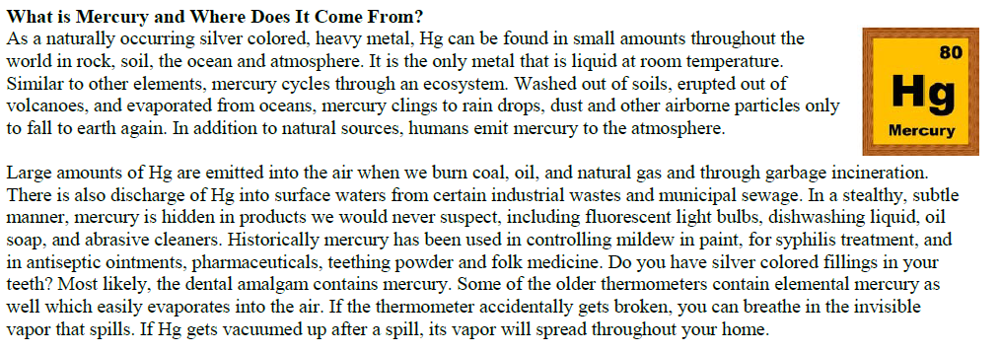 What is Mercury and Where Does It Come From?
As a naturally occurring silver colored, heavy metal, Hg can be found in small amounts throughout the
world in rock, soil, the ocean and atmosphere. It is the only metal that is liquid at room temperature.
Similar to other elements, mercury cycles through an ecosystem. Washed out of soils, erupted out of
volcanoes, and evaporated from oceans, mercury clings to rain drops, dust and other airborne particles only
to fall to earth again. In addition to natural sources, humans emit mercury to the atmosphere.
80
Hg
Mercury
Large amounts of Hg are emitted into the air when we burn coal, oil, and natural gas and through garbage incineration.
There is also discharge of Hg into surface waters from certain industrial wastes and municipal sewage. In a stealthy, subtle
manner, mercury is hidden in products we would never suspect, including fluorescent light bulbs, dishwashing liquid, oil
soap, and abrasive cleaners. Historically mercury has been used in controlling mildew in paint, for syphilis treatment, and
in antiseptic ointments, pharmaceuticals, teething powder and folk medicine. Do you have silver colored fillings in your
teeth? Most likely, the dental amalgam contains mercury. Some of the older thermometers contain elemental mercury as
well which easily evaporates into the air. If the thermometer accidentally gets broken, you can breathe in the invisible
vapor that spills. If Hg gets vacuumed up after a spill, its vapor will spread throughout your home.